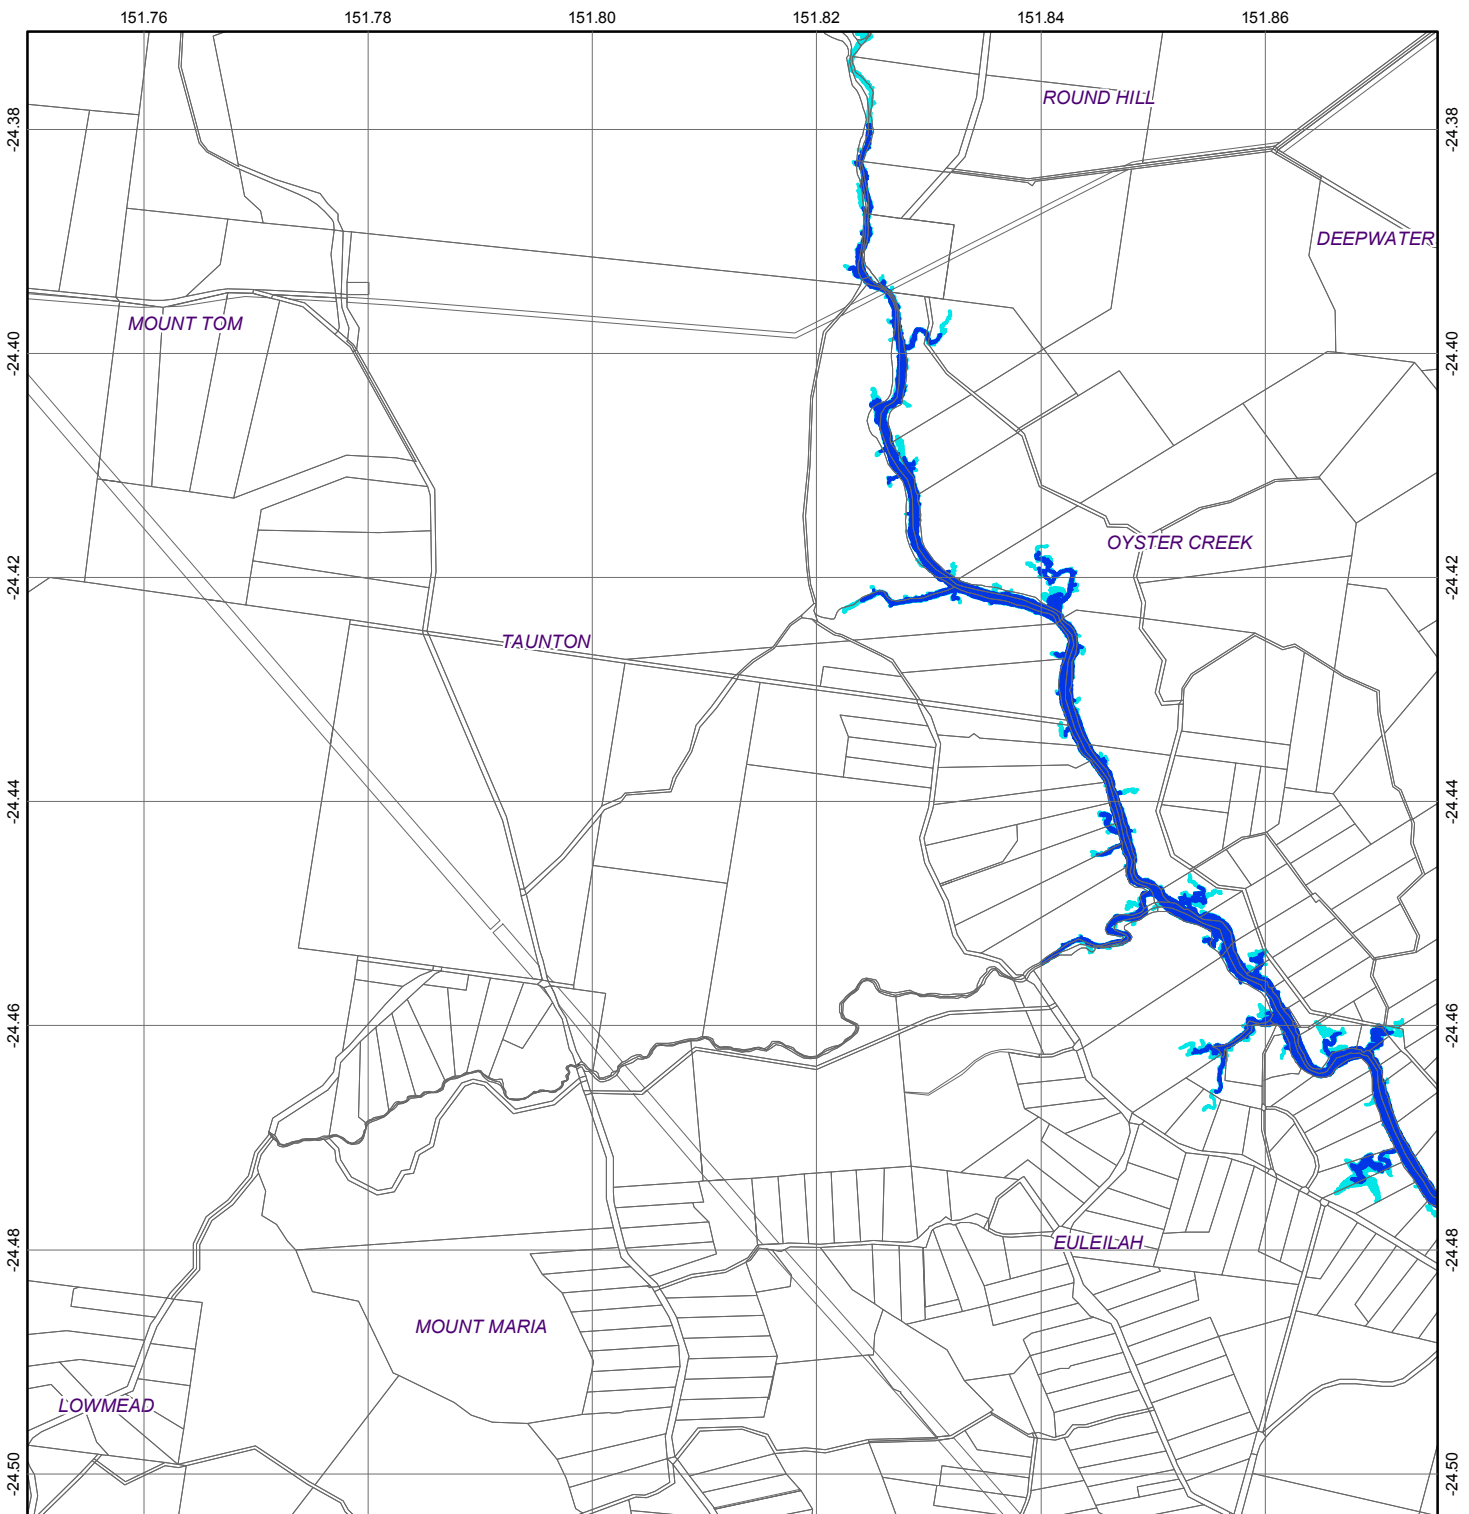 151.76 151.78 151.80 151.82 151.84 151.86
ROUND HILL
-24.38 -24.38
DEEPWATER
MOUNT TOM
-24.40 -24.40
OYSTER CREEK
-24.42 -24.42
TAUNTON
-24.44 -24.44
-24.46 -24.46
EULEILAH
-24.48 -24.48
MOUNT MARIA
LOWMEAD
-24.50 -24.50